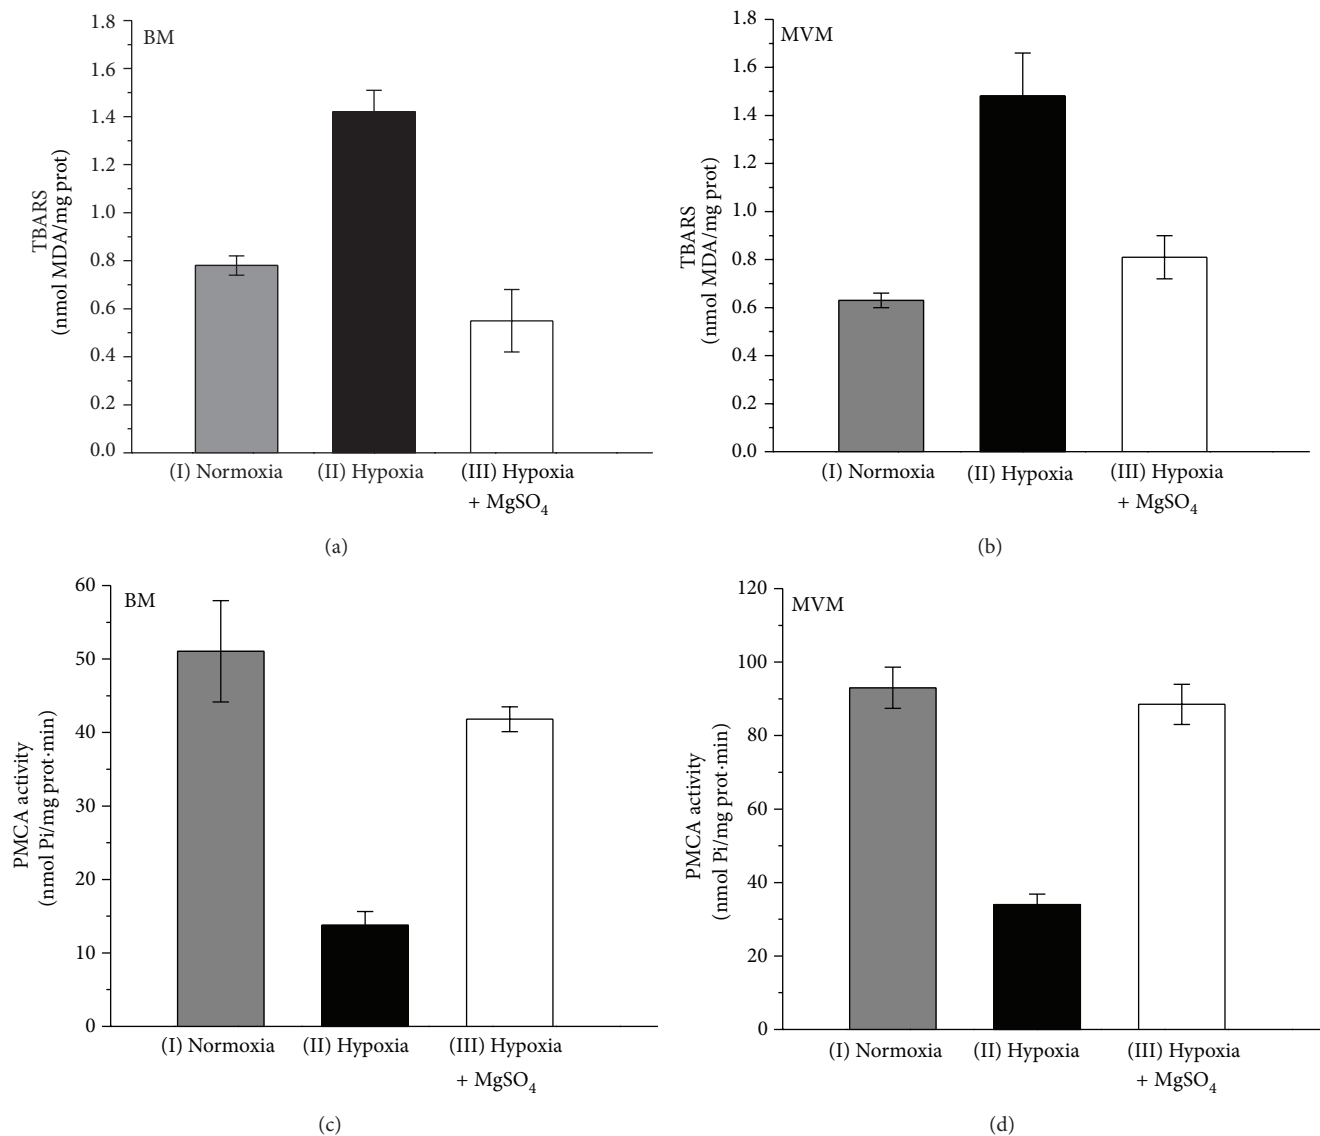 BM
TBARS
(nmol MDA/mg prot)
1.8
1.6
1.4
1.2
1.0
0.8
0.6
0.4
0.2
0.0
(I) Normoxia
(II) Hypoxia
(III) Hypoxia
+ MgSO4
(a)
MVM
TBARS
(nmol MDA/mg prot)
1.8
1.6
1.4
1.2
1.0
0.8
0.6
0.4
0.2
0.0
(I) Normoxia
(II) Hypoxia
(III) Hypoxia
+ MgSO4
(b)
BM
PMCA activity
(nmol Pi/mg prot·min)
60
50
40
30
20
10
0
(I) Normoxia
(II) Hypoxia
(III) Hypoxia
+ MgSO4
(c)
MVM
PMCA activity
(nmol Pi/mg prot·min)
120
100
80
60
40
20
0
(I) Normoxia
(II) Hypoxia
(III) Hypoxia
+ MgSO4
(d)